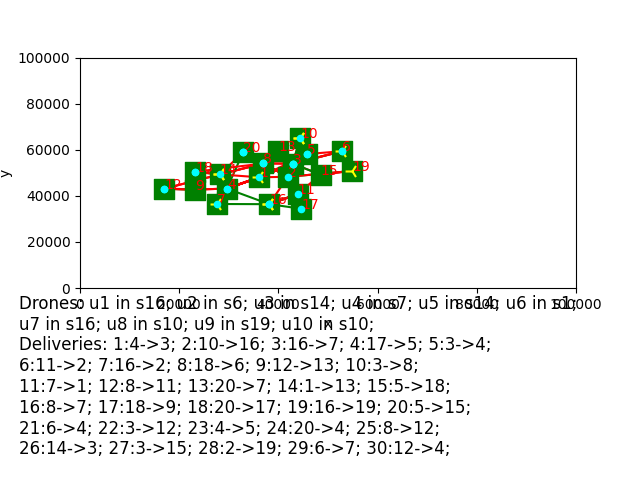 100000
80000
60000
y
40000
20000
0
0 20000 40000 60000 80000 100000
x
Drones: u1 in s16; u2 in s6; u3 in s14; u4 in s7; u5 in s14; u6 in s1;
u7 in s16; u8 in s10; u9 in s19; u10 in s10;
Deliveries: 1:4->3; 2:10->16; 3:16->7; 4:17->5; 5:3->4;
6:11->2; 7:16->2; 8:18->6; 9:12->13; 10:3->8;
11:7->1; 12:8->11; 13:20->7; 14:1->13; 15:5->18;
16:8->7; 17:18->9; 18:20->17; 19:16->19; 20:5->15;
21:6->4; 22:3->12; 23:4->5; 24:20->4; 25:8->12;
26:14->3; 27:3->15; 28:2->19; 29:6->7; 30:12->4;